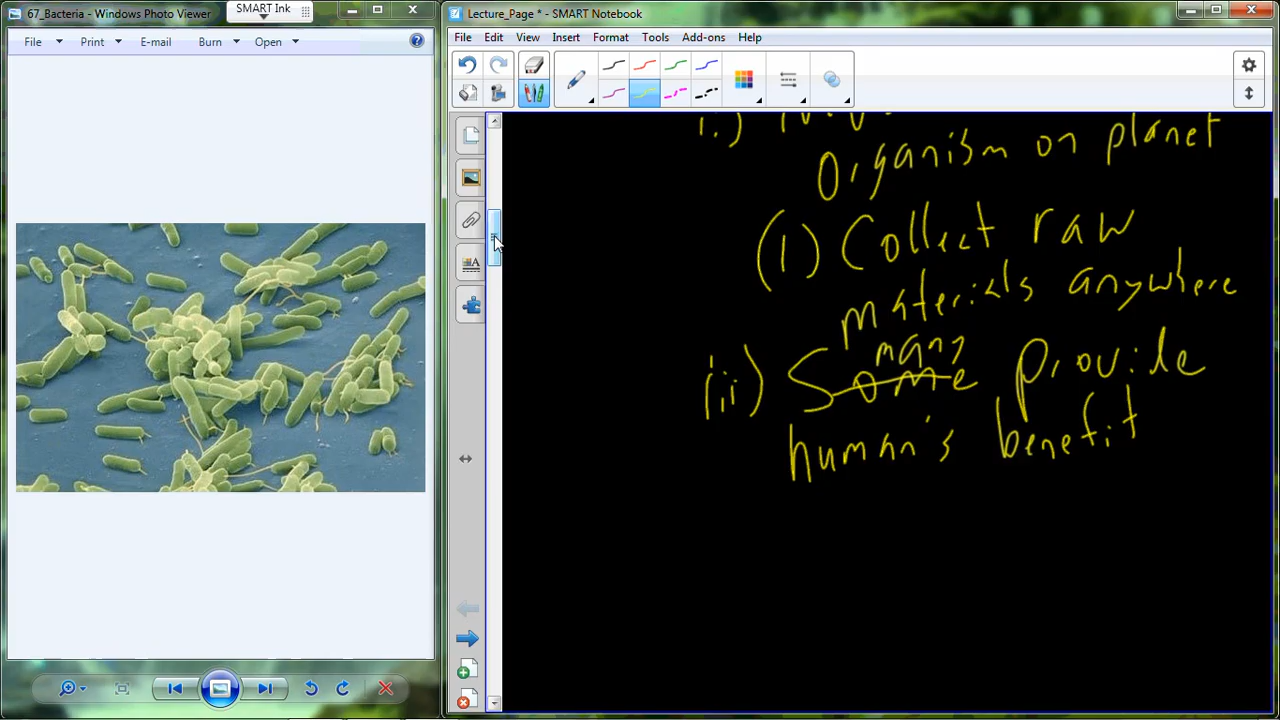 67_Bacteria - Windows Photo Viewer
SMART Ink
File Print E-mail Burn Open
Lecture_Page * - SMART Notebook
File Edit View Insert Format Tools Add-ons Help
i.)
Organism on planet
(1) Collect raw
materials anywhere
many
(ii) Some provide
human's benefit